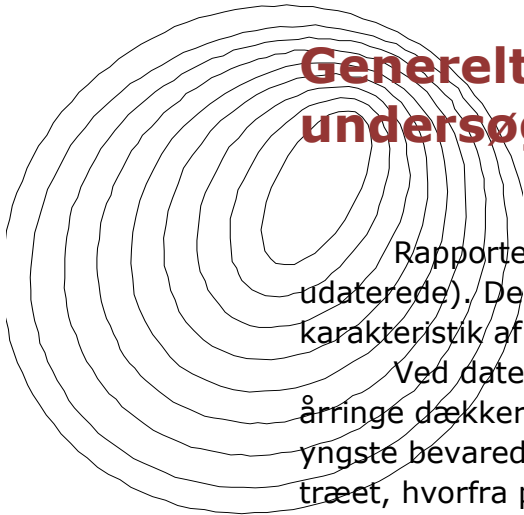 Generelt
undersøg
Rapporte
udaterede). De
karakteristik af
Ved date
årringe dækker
yngste bevared
træet, hvorfra p